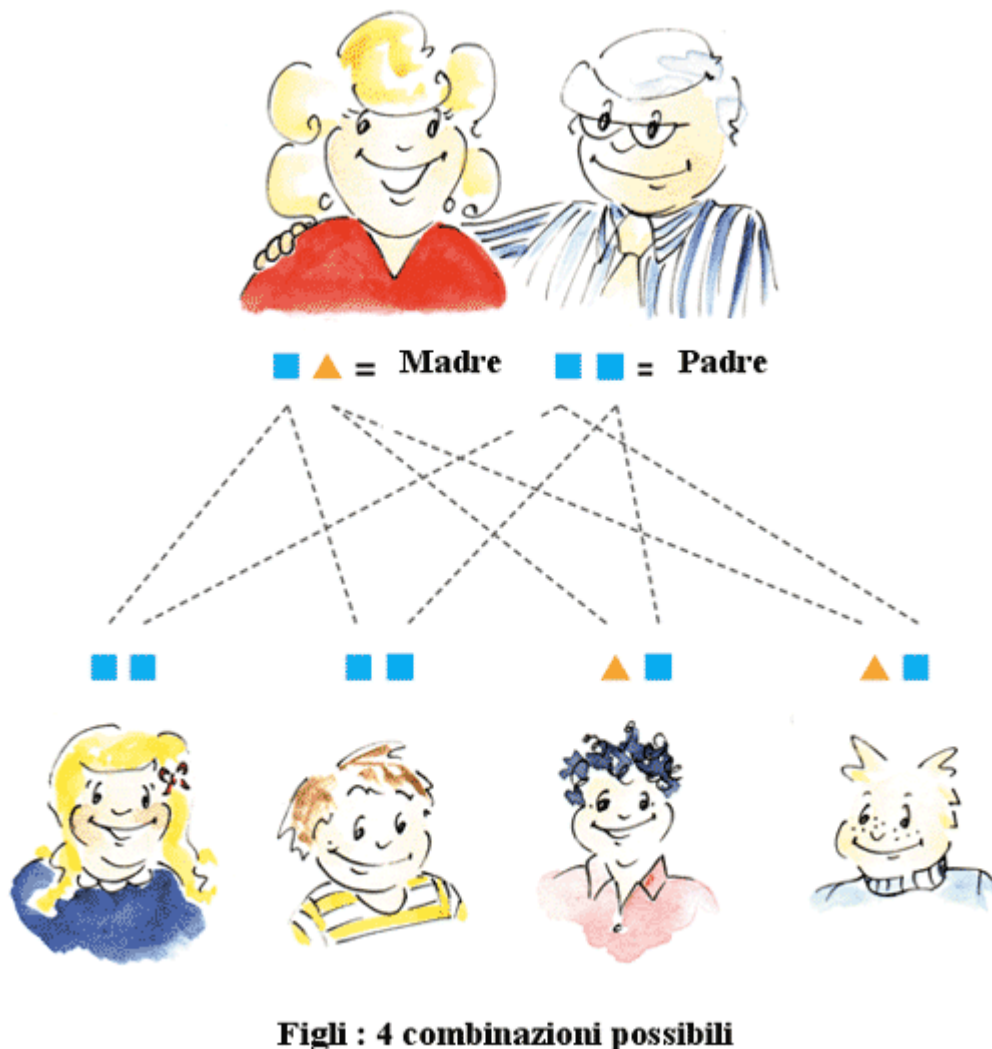 = Madre = Padre
Figli : 4 combinazioni possibili